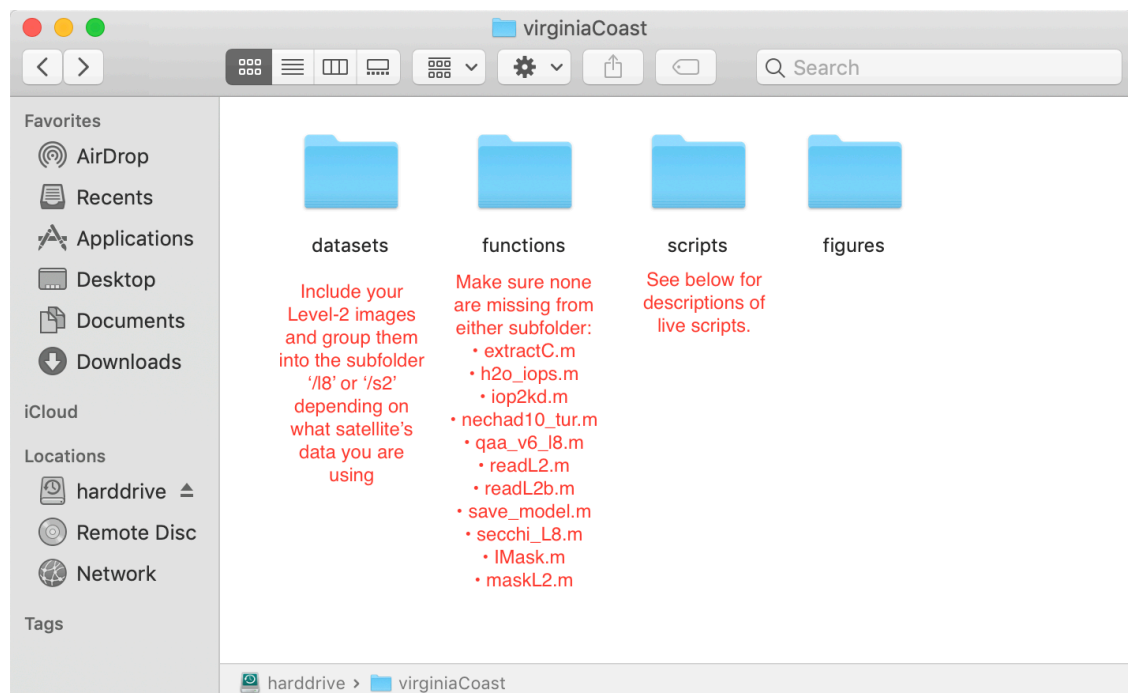 virginiaCoast
Search
Favorites
AirDrop
Recents
Applications
Desktop
Documents
Downloads
iCloud
Locations
harddrive
Remote Disc
Network
Tags
datasets
Include your
Level-2 images
and group them
into the subfolder
‘/l8’ or ‘/s2’
depending on
what satellite’s
data you are
using
functions
Make sure none
are missing from
either subfolder:
• extractC.m
• h2o_iops.m
• iop2kd.m
• nechad10_tur.m
• qaa_v6_l8.m
• readL2.m
• readL2b.m
• save_model.m
• secchi_L8.m
• lMask.m
• maskL2.m
scripts
See below for
descriptions of
live scripts.
figures
harddrive › virginiaCoast